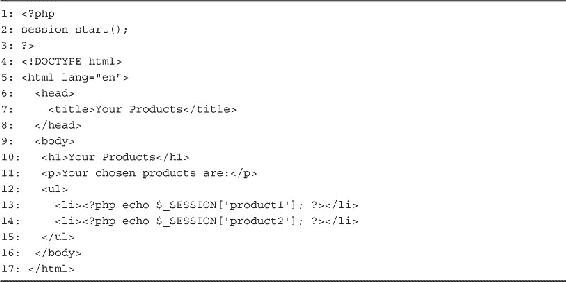 1: <?php
2: session_start();
3: ?>
4: <!DOCTYPE html>
5: <html lang="en">
6: <head>
7: <title>Your Products</title>
8: </head>
9: <body>
10: <h1>Your Products</h1>
11: <p>Your chosen products are:</p>
12: <ul>
13: <li><?php echo $_SESSION['product1']; ?></li>
14: <li><?php echo $_SESSION['product2']; ?></li>
15: </ul>
16: </body>
17: </html>